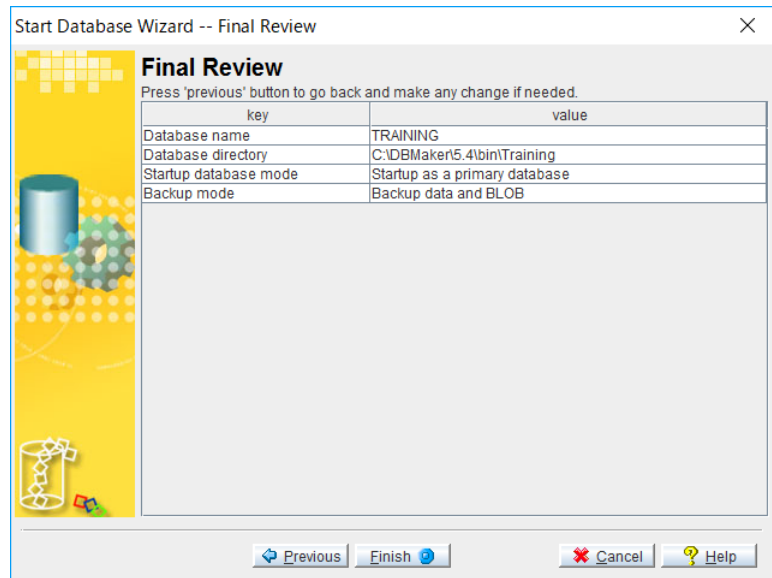 Start Database Wizard -- Final Review
Final Review
Press 'previous' button to go back and make any change if needed.
key value
Database name TRAINING
Database directory C:\DBMaker\5.4\bin\Training
Startup database mode Startup as a primary database
Backup mode Backup data and BLOB
Previous Finish Cancel Help